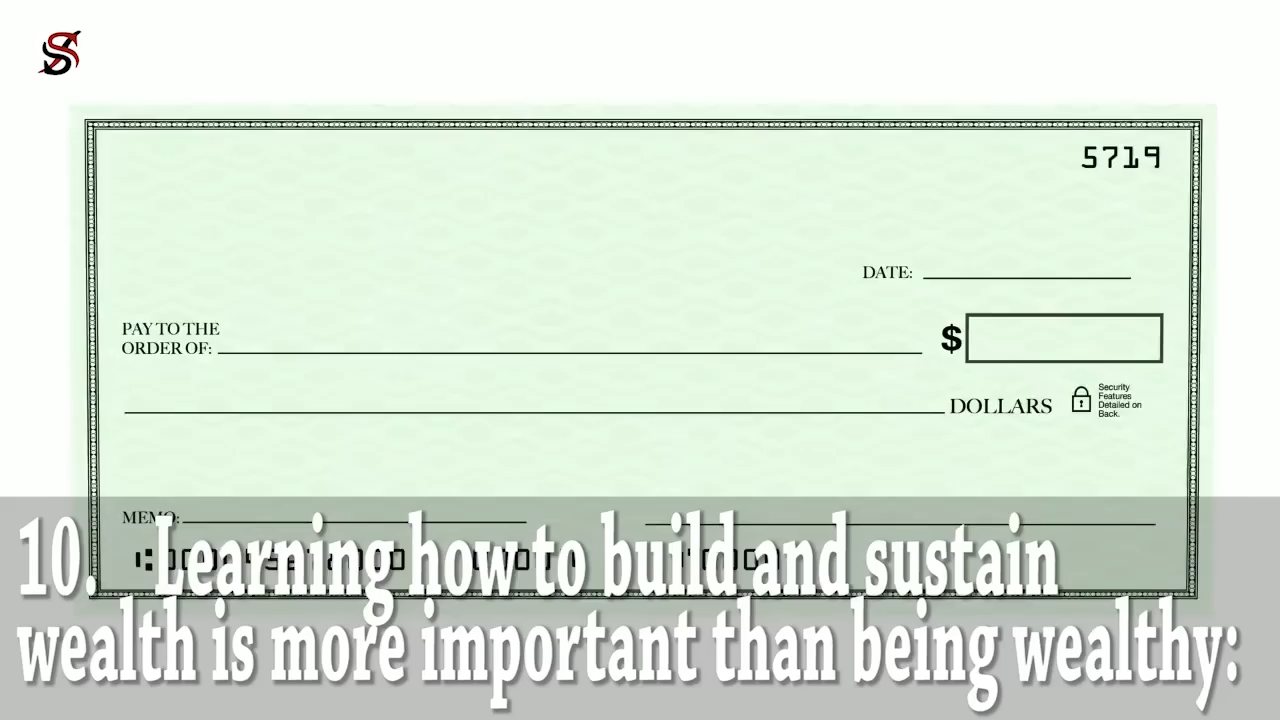 5719
DATE:
PAY TO THE
ORDER OF:
$
DOLLARS
Security
Features
Detailed on
Back.
MEMO:
10. Learning how to build and sustain
wealth is more important than being wealthy: